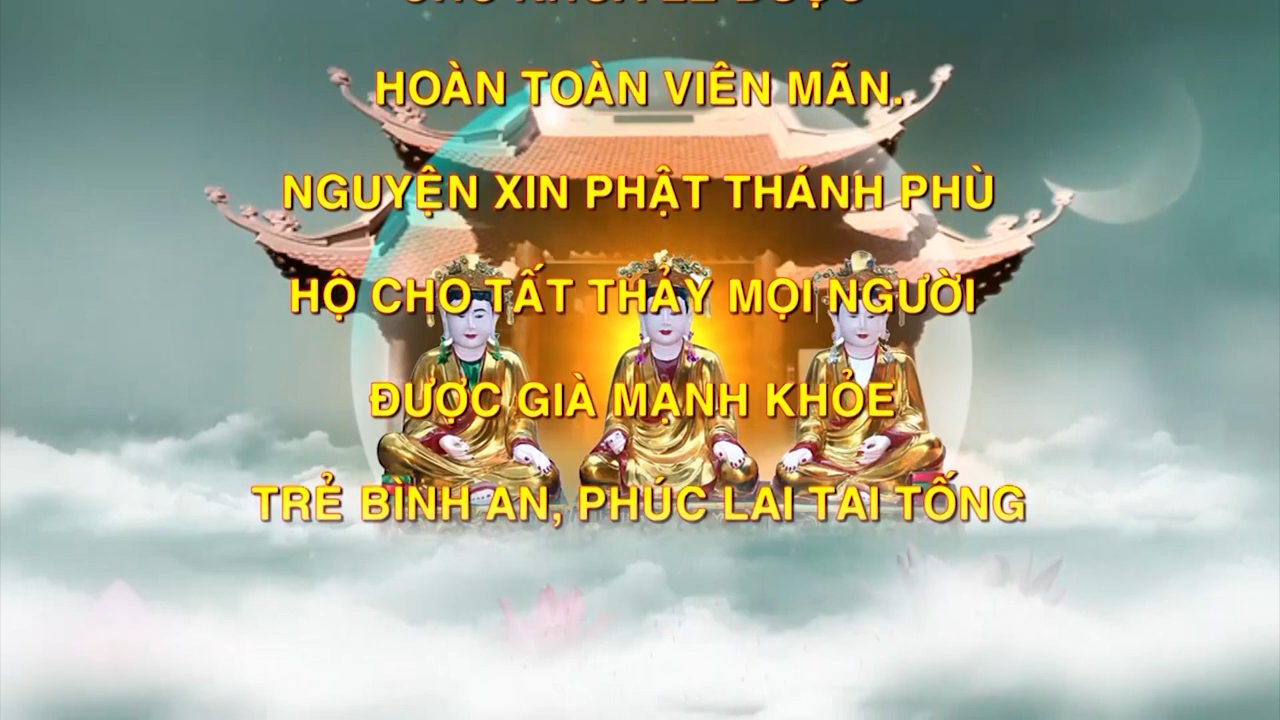 HOÀN TOÀN VIÊN MÃN.
NGUYỆN XIN PHẬT THÁNH PHÙ
HỘ CHO TẤT THẢY MỌI NGƯỜI
ĐƯỢC GIÀ MẠNH KHỎE
TRẺ BÌNH AN, PHÚC LAI TAI TỐNG